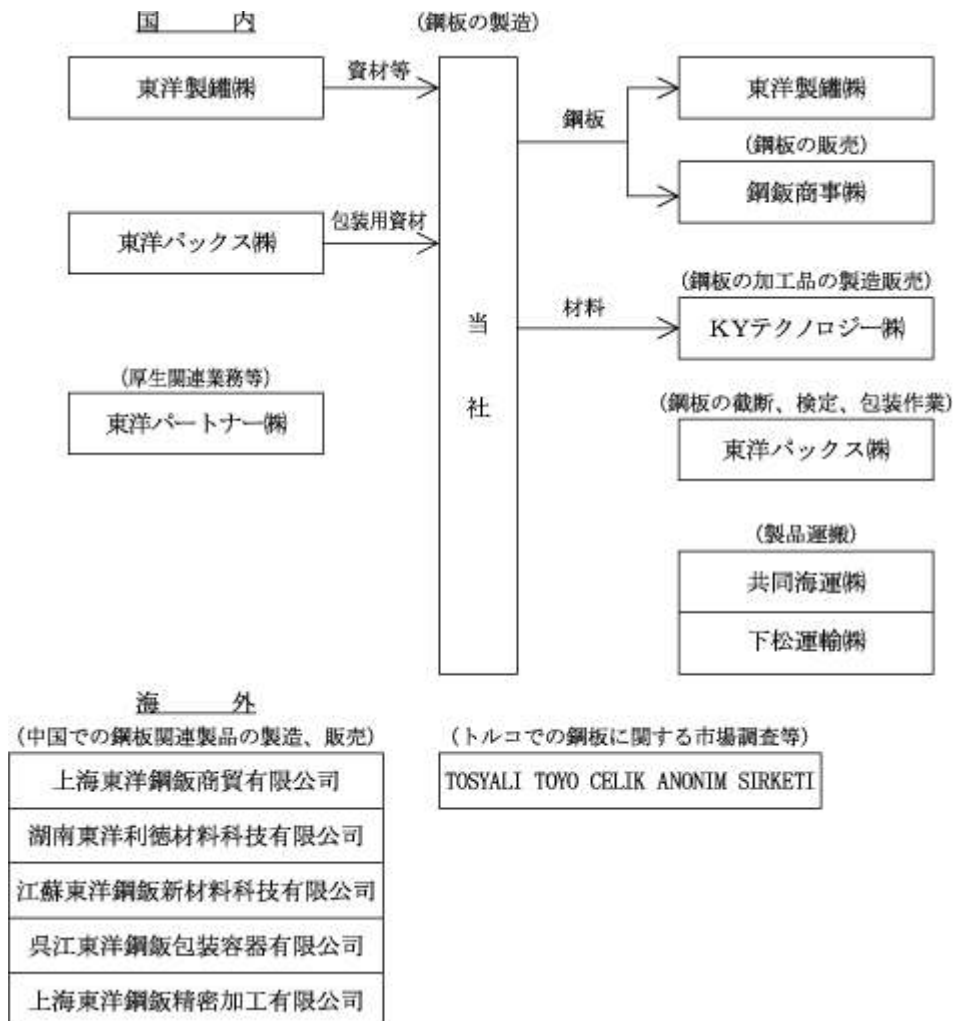 国　内
(鋼板の製造)
東洋製罐㈱
資材等
東洋製罐㈱
鋼板
(鋼板の販売)
鋼鈑商事㈱
東洋パックス㈱
包装用資材
(鋼板の加工品の製造販売)
材料
KYテクノロジー㈱
当
社
(厚生関連業務等)
東洋パートナー㈱
(鋼板の截断、検定、包装作業)
東洋パックス㈱
(製品運搬)
共同海運㈱
下松運輸㈱
海　外
(中国での鋼板関連製品の製造、販売)
上海東洋鋼鈑商貿有限公司
湖南東洋利徳材料科技有限公司
江蘇東洋鋼鈑新材料科技有限公司
呉江東洋鋼鈑包装容器有限公司
上海東洋鋼鈑精密加工有限公司
(トルコでの鋼板に関する市場調査等)
TOSYALI TOYO CELIK ANONIM SIRKETI